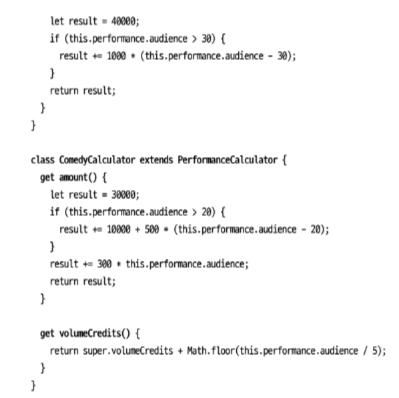 let result = 40000;
if (this.performance.audience > 30) {
result += 1000 * (this.performance.audience - 30);
}
return result;
}
}
class ComedyCalculator extends PerformanceCalculator {
get amount() {
let result = 30000;
if (this.performance.audience > 20) {
result += 10000 + 500 * (this.performance.audience - 20);
}
result += 300 * this.performance.audience;
return result;
}
get volumeCredits() {
return super.volumeCredits + Math.floor(this.performance.audience / 5);
}
}